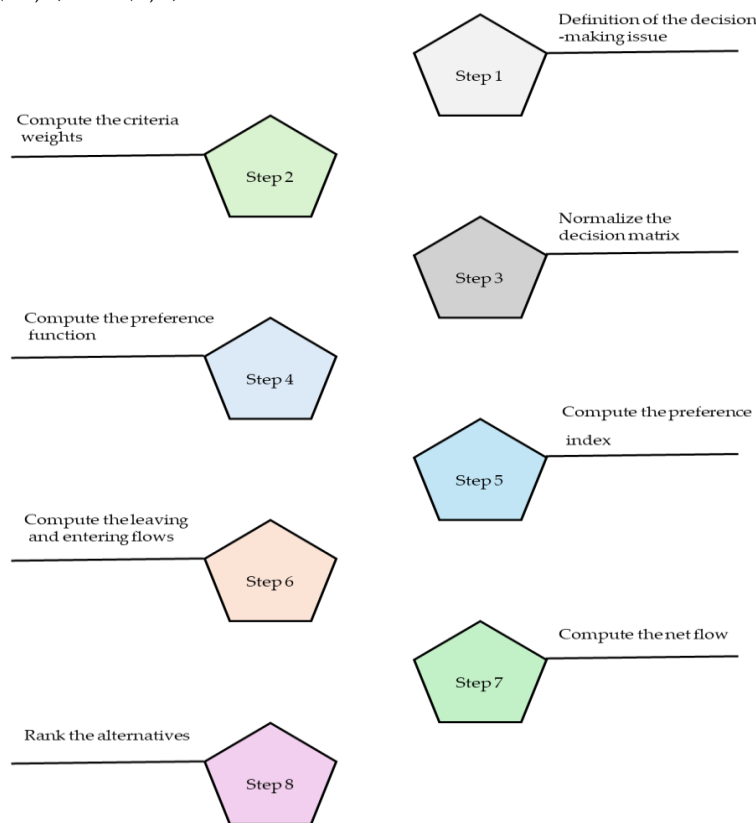 Definition of the decision
-making issue
Step 1
Compute the criteria
weights
Step 2
Normalize the
decision matrix
Step 3
Compute the preference
function
Step 4
Compute the preference
index
Step 5
Compute the leaving
and entering flows
Step 6
Compute the net flow
Step 7
Rank the alternatives
Step 8